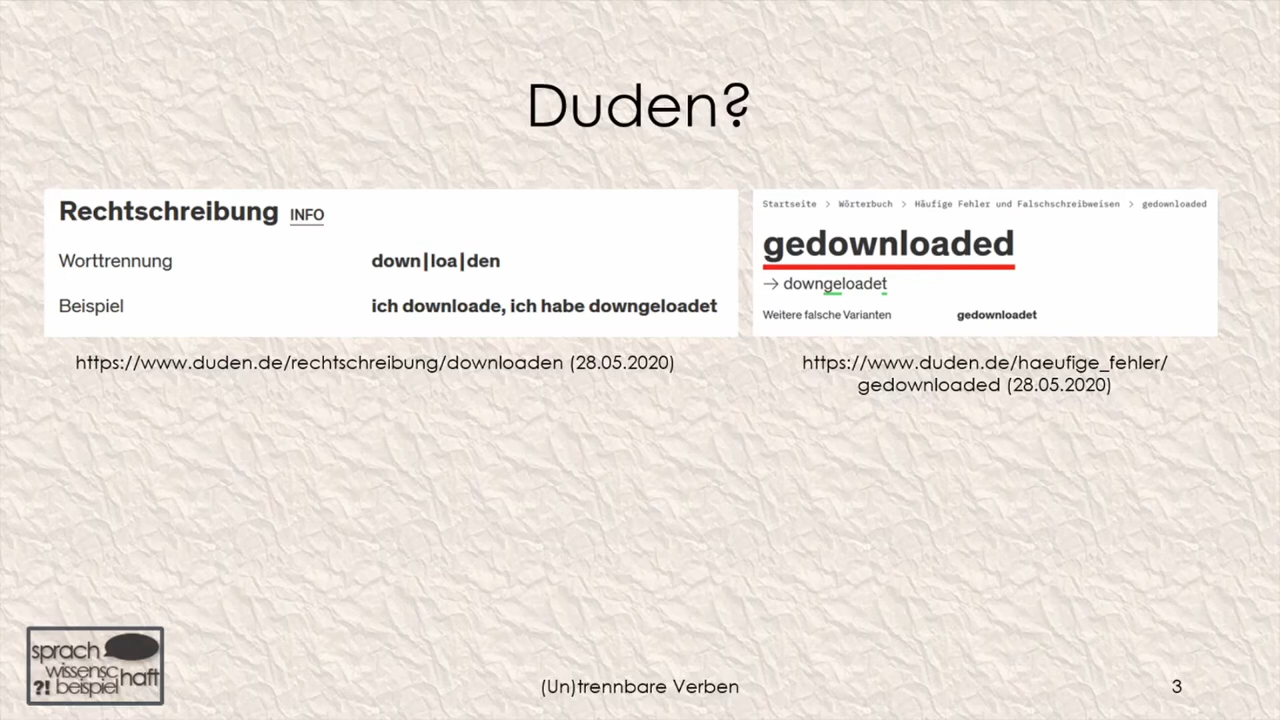 Duden?
Rechtschreibung INFO
Worttrennung down|loa|den
Beispiel ich downloade, ich habe downgeloadet
https://www.duden.de/rechtschreibung/downloaden (28.05.2020)
Startseite > Wörterbuch > Häufige Fehler und Falschschreibweisen > gedownloaded
gedownloaded
→ downgeloadet
Weitere falsche Varianten gedownloadet
https://www.duden.de/haeufige_fehler/
gedownloaded (28.05.2020)
sprach
wissensc
haft
?! beispiel
(Un)trennbare Verben
3